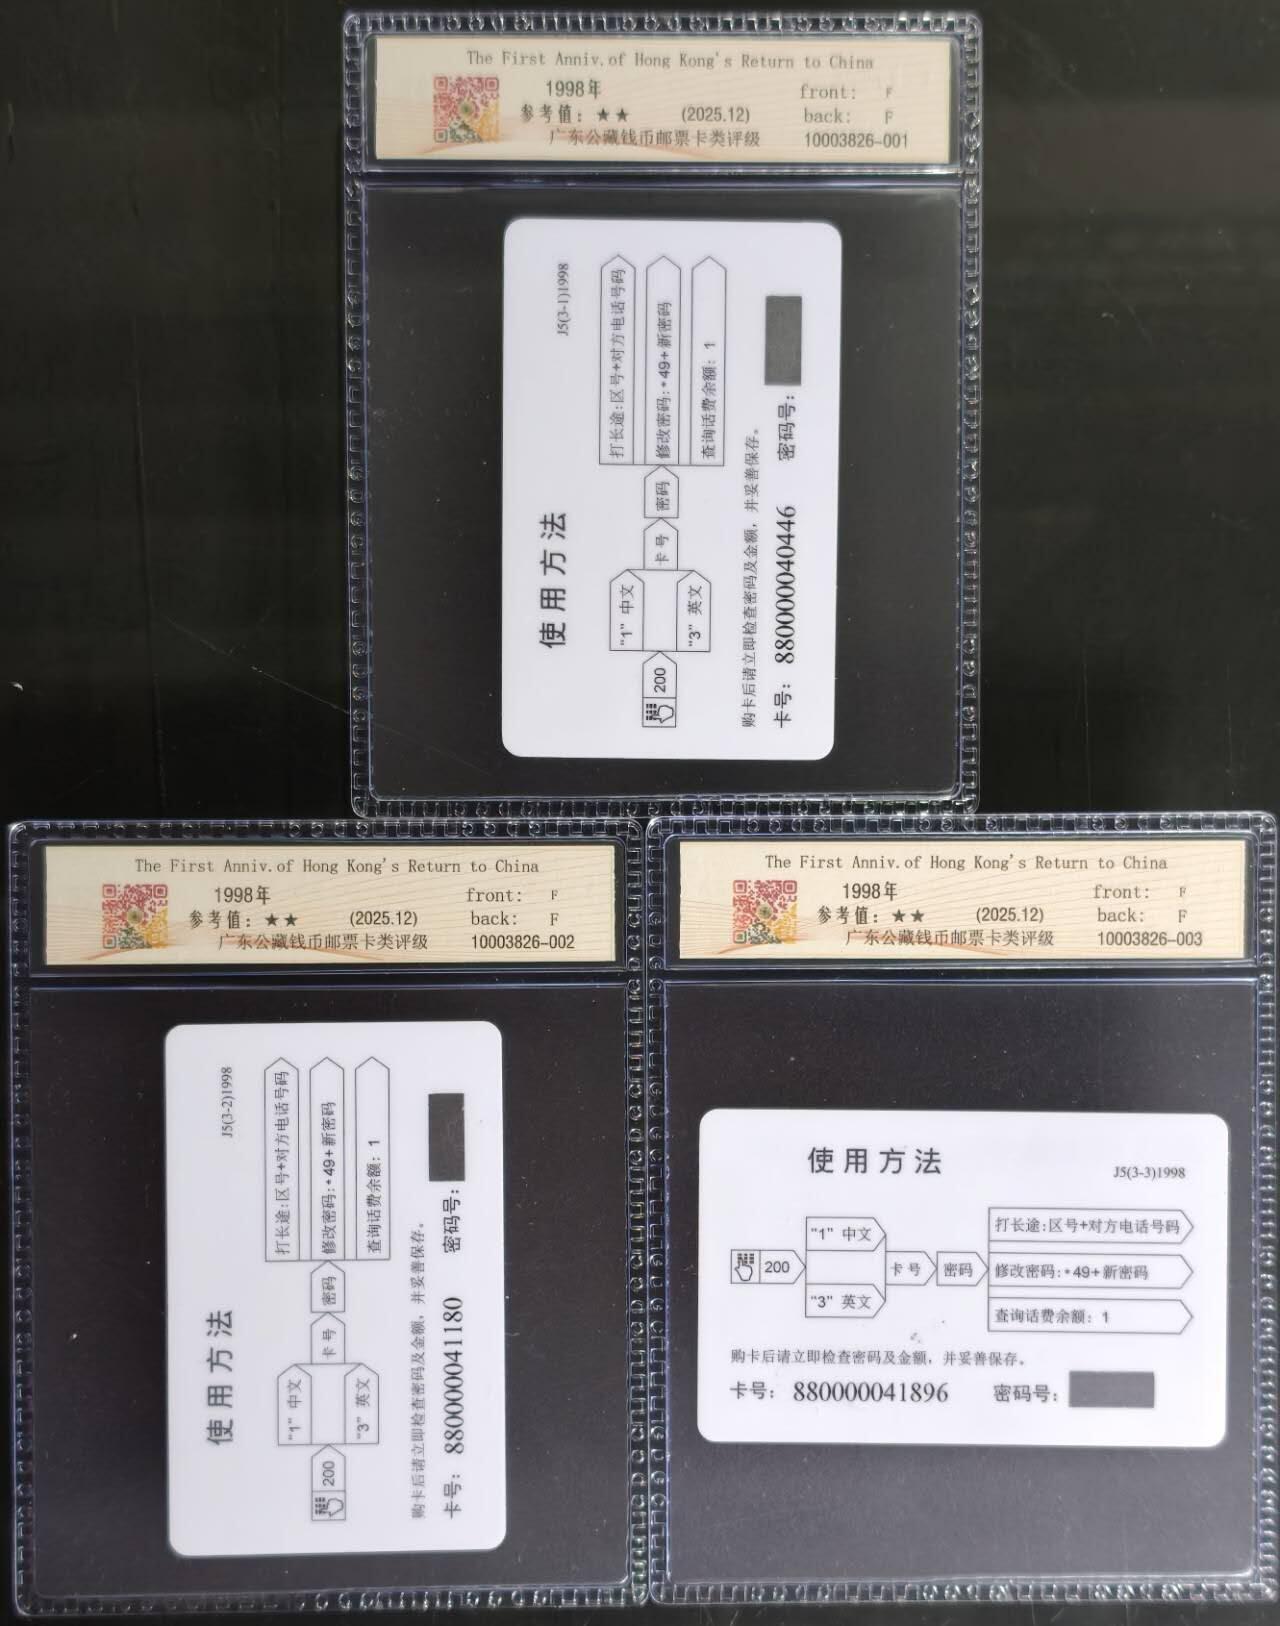 The First Anniv.of Hong Kong's Return to China
1998年
front: F
参考值：★★ (2025.12)
back: F
广东公藏钱币邮票卡类评级 10003826-001
使用方法
J5(3-1)1998
200
"1" 中文
"3" 英文
卡号
密码
打长途:区号+对方电话号码
修改密码:*49+新密码
查询话费余额: 1
购卡后请立即检查密码及金额，并妥善保存。
卡号: 880000040446 密码号:
The First Anniv.of Hong Kong's Return to China
1998年
front: F
参考值：★★ (2025.12)
back: F
广东公藏钱币邮票卡类评级 10003826-002
使用方法
J5(3-2)1998
200
"1" 中文
"3" 英文
卡号
密码
打长途:区号+对方电话号码
修改密码:*49+新密码
查询话费余额: 1
购卡后请立即检查密码及金额，并妥善保存。
卡号: 880000041180 密码号:
The First Anniv.of Hong Kong's Return to China
1998年
front: F
参考值：★★ (2025.12)
back: F
广东公藏钱币邮票卡类评级 10003826-003
使用方法
J5(3-3)1998
200
"1" 中文
"3" 英文
卡号
密码
打长途:区号+对方电话号码
修改密码:*49+新密码
查询话费余额: 1
购卡后请立即检查密码及金额，并妥善保存。
卡号: 880000041896 密码号: